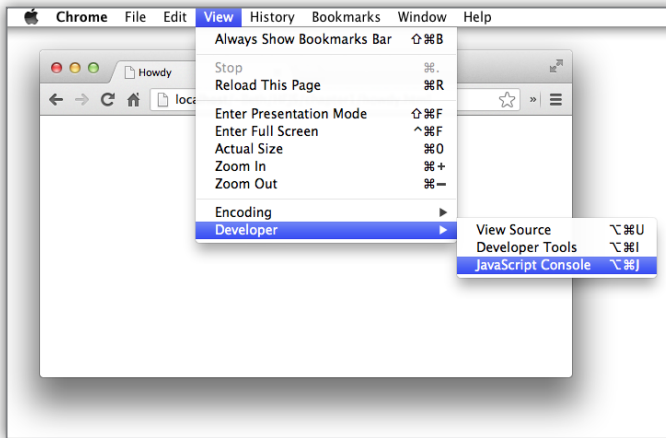 Chrome File Edit View History Bookmarks Window Help
Always Show Bookmarks Bar ⇧⌘B
Howdy
Stop ⌘.
Reload This Page ⌘R
loca
»
Enter Presentation Mode ⇧⌘F
Enter Full Screen ^⌘F
Actual Size ⌘0
Zoom In ⌘+
Zoom Out ⌘−
Encoding ▶
Developer ▶
View Source ⌥⌘U
Developer Tools ⌥⌘I
JavaScript Console ⌥⌘J